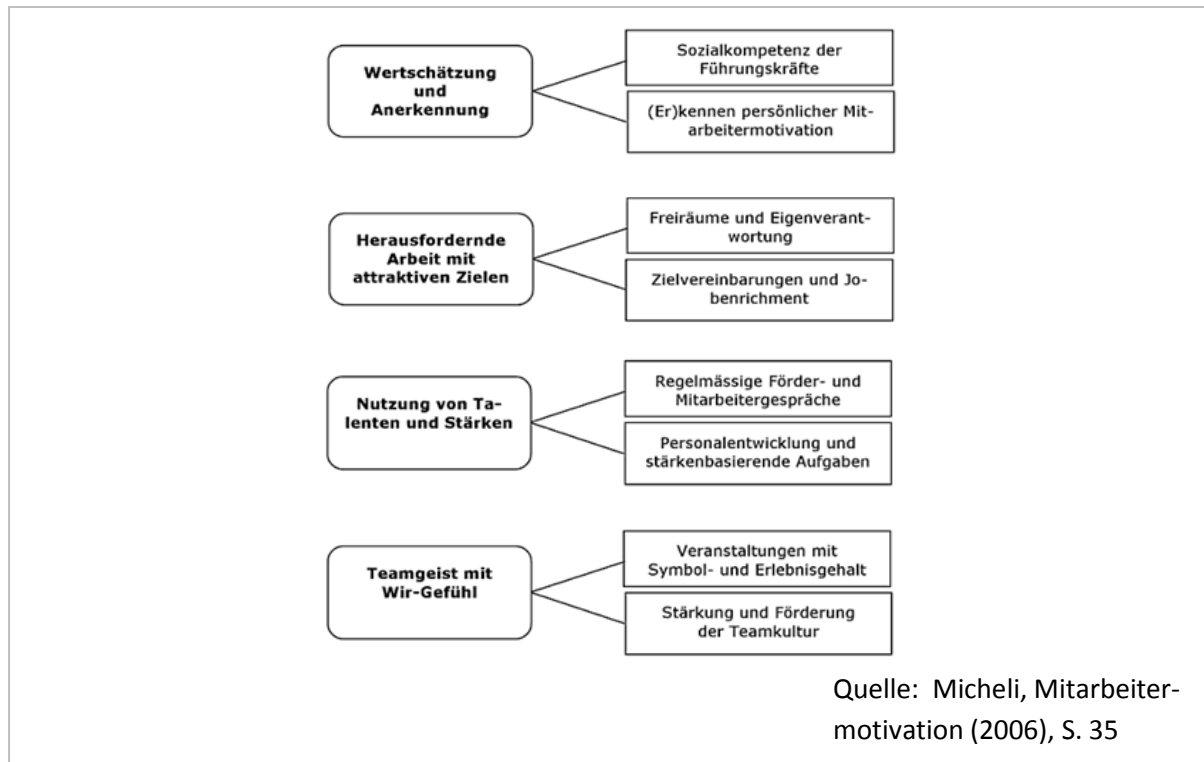 Wertschätzung
und
Anerkennung
Sozialkompetenz der
Führungskräfte
(Er)kennen persönlicher Mit-
arbeitermotivation
Herausfordernde
Arbeit mit
attraktiven Zielen
Freiräume und Eigenverant-
wortung
Zielvereinbarungen und Jo-
benrichment
Nutzung von Ta-
lenten und Stärken
Regelmässige Förder- und
Mitarbeitergespräche
Personalentwicklung und
stärkenbasierende Aufgaben
Teamgeist mit
Wir-Gefühl
Veranstaltungen mit
Symbol- und Erlebnisgehalt
Stärkung und Förderung
der Teamkultur
Quelle: Micheli, Mitarbeiter-
motivation (2006), S. 35